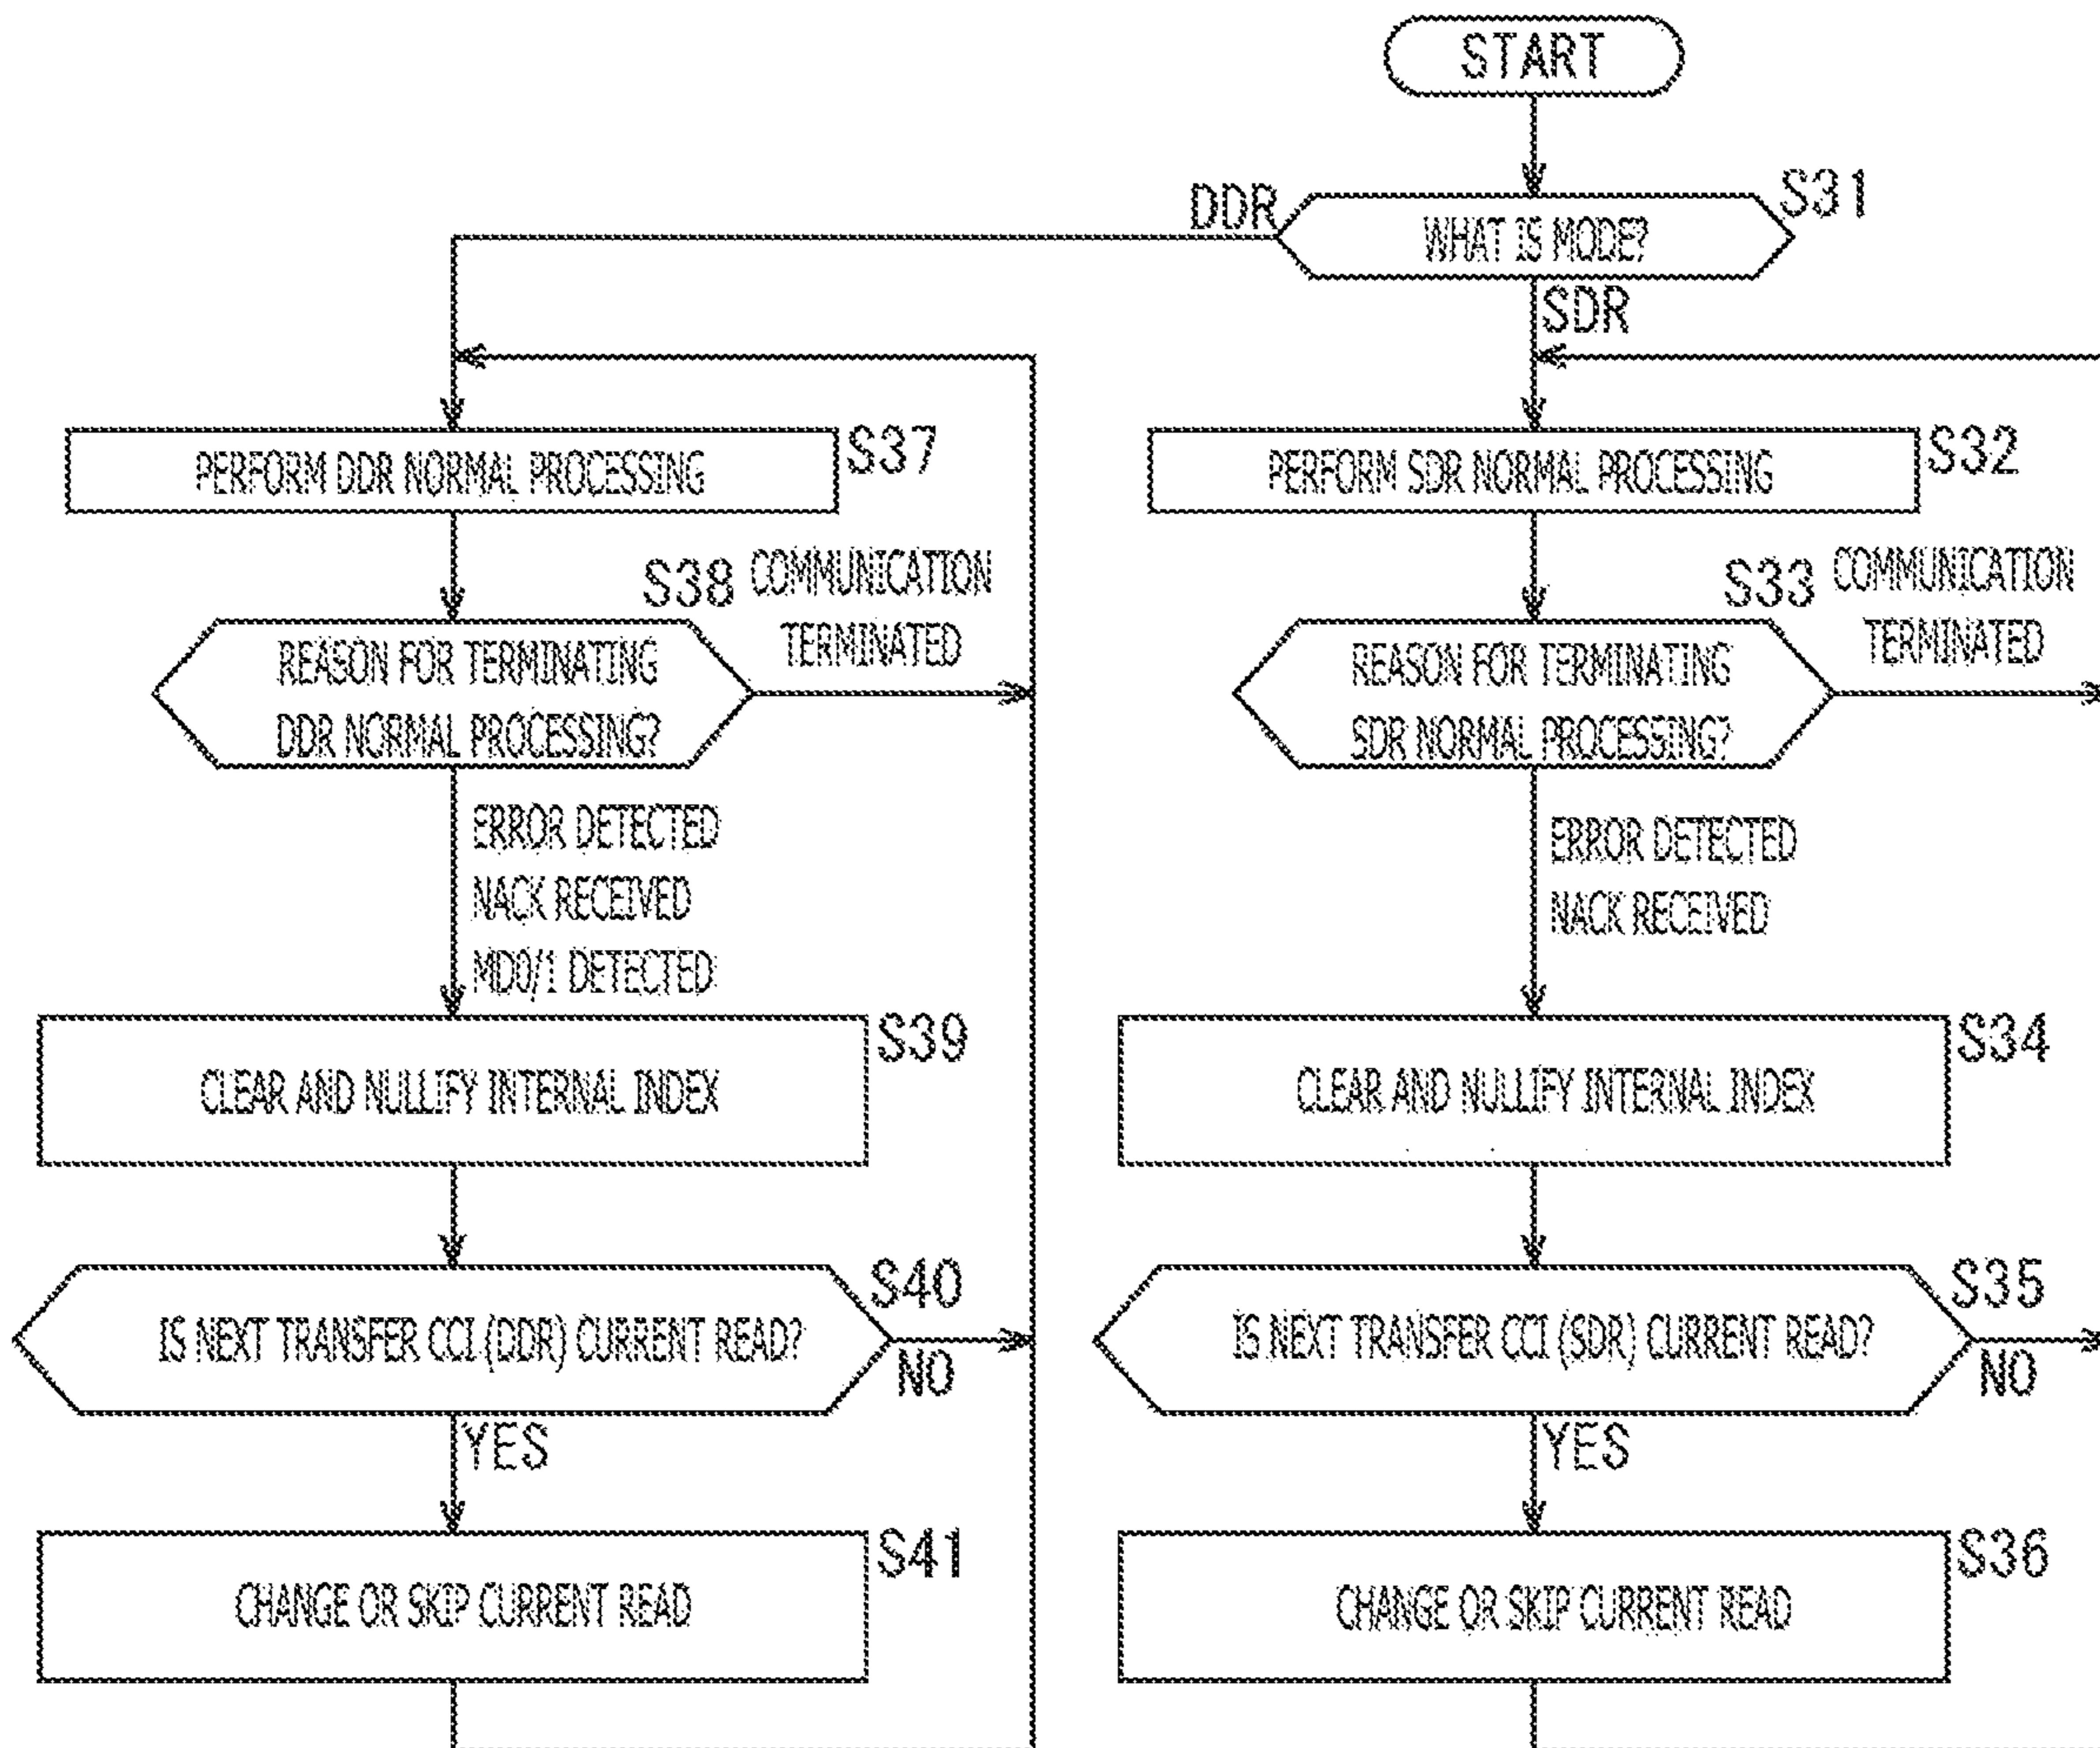 START
S31
DDR
WHAT IS MODE?
SDR
S37
PERFORM DDR NORMAL PROCESSING
S32
PERFORM SDR NORMAL PROCESSING
S38
COMMUNICATION
TERMINATED
REASON FOR TERMINATING
DDR NORMAL PROCESSING?
S33
COMMUNICATION
TERMINATED
REASON FOR TERMINATING
SDR NORMAL PROCESSING?
ERROR DETECTED
NACK RECEIVED
MD0/1 DETECTED
ERROR DETECTED
NACK RECEIVED
S39
CLEAR AND NULLIFY INTERNAL INDEX
S34
CLEAR AND NULLIFY INTERNAL INDEX
S40
IS NEXT TRANSFER CCI (DDR) CURRENT READ?
NO
YES
S35
IS NEXT TRANSFER CCI (SDR) CURRENT READ?
NO
YES
S41
CHANGE OR SKIP CURRENT READ
S36
CHANGE OR SKIP CURRENT READ